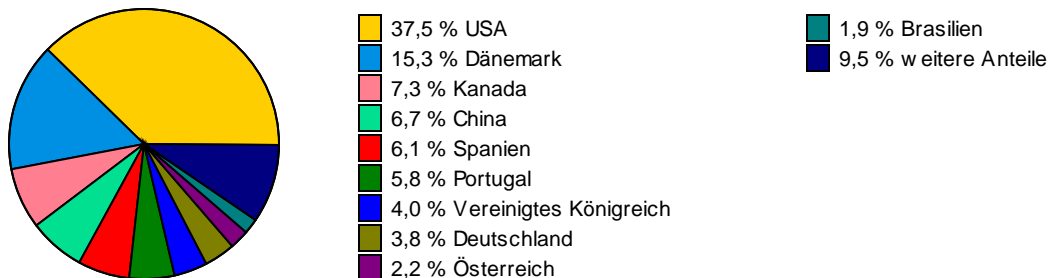 37,5 % USA
15,3 % Dänemark
7,3 % Kanada
6,7 % China
6,1 % Spanien
5,8 % Portugal
4,0 % Vereinigtes Königreich
3,8 % Deutschland
2,2 % Österreich
1,9 % Brasilien
9,5 % weitere Anteile